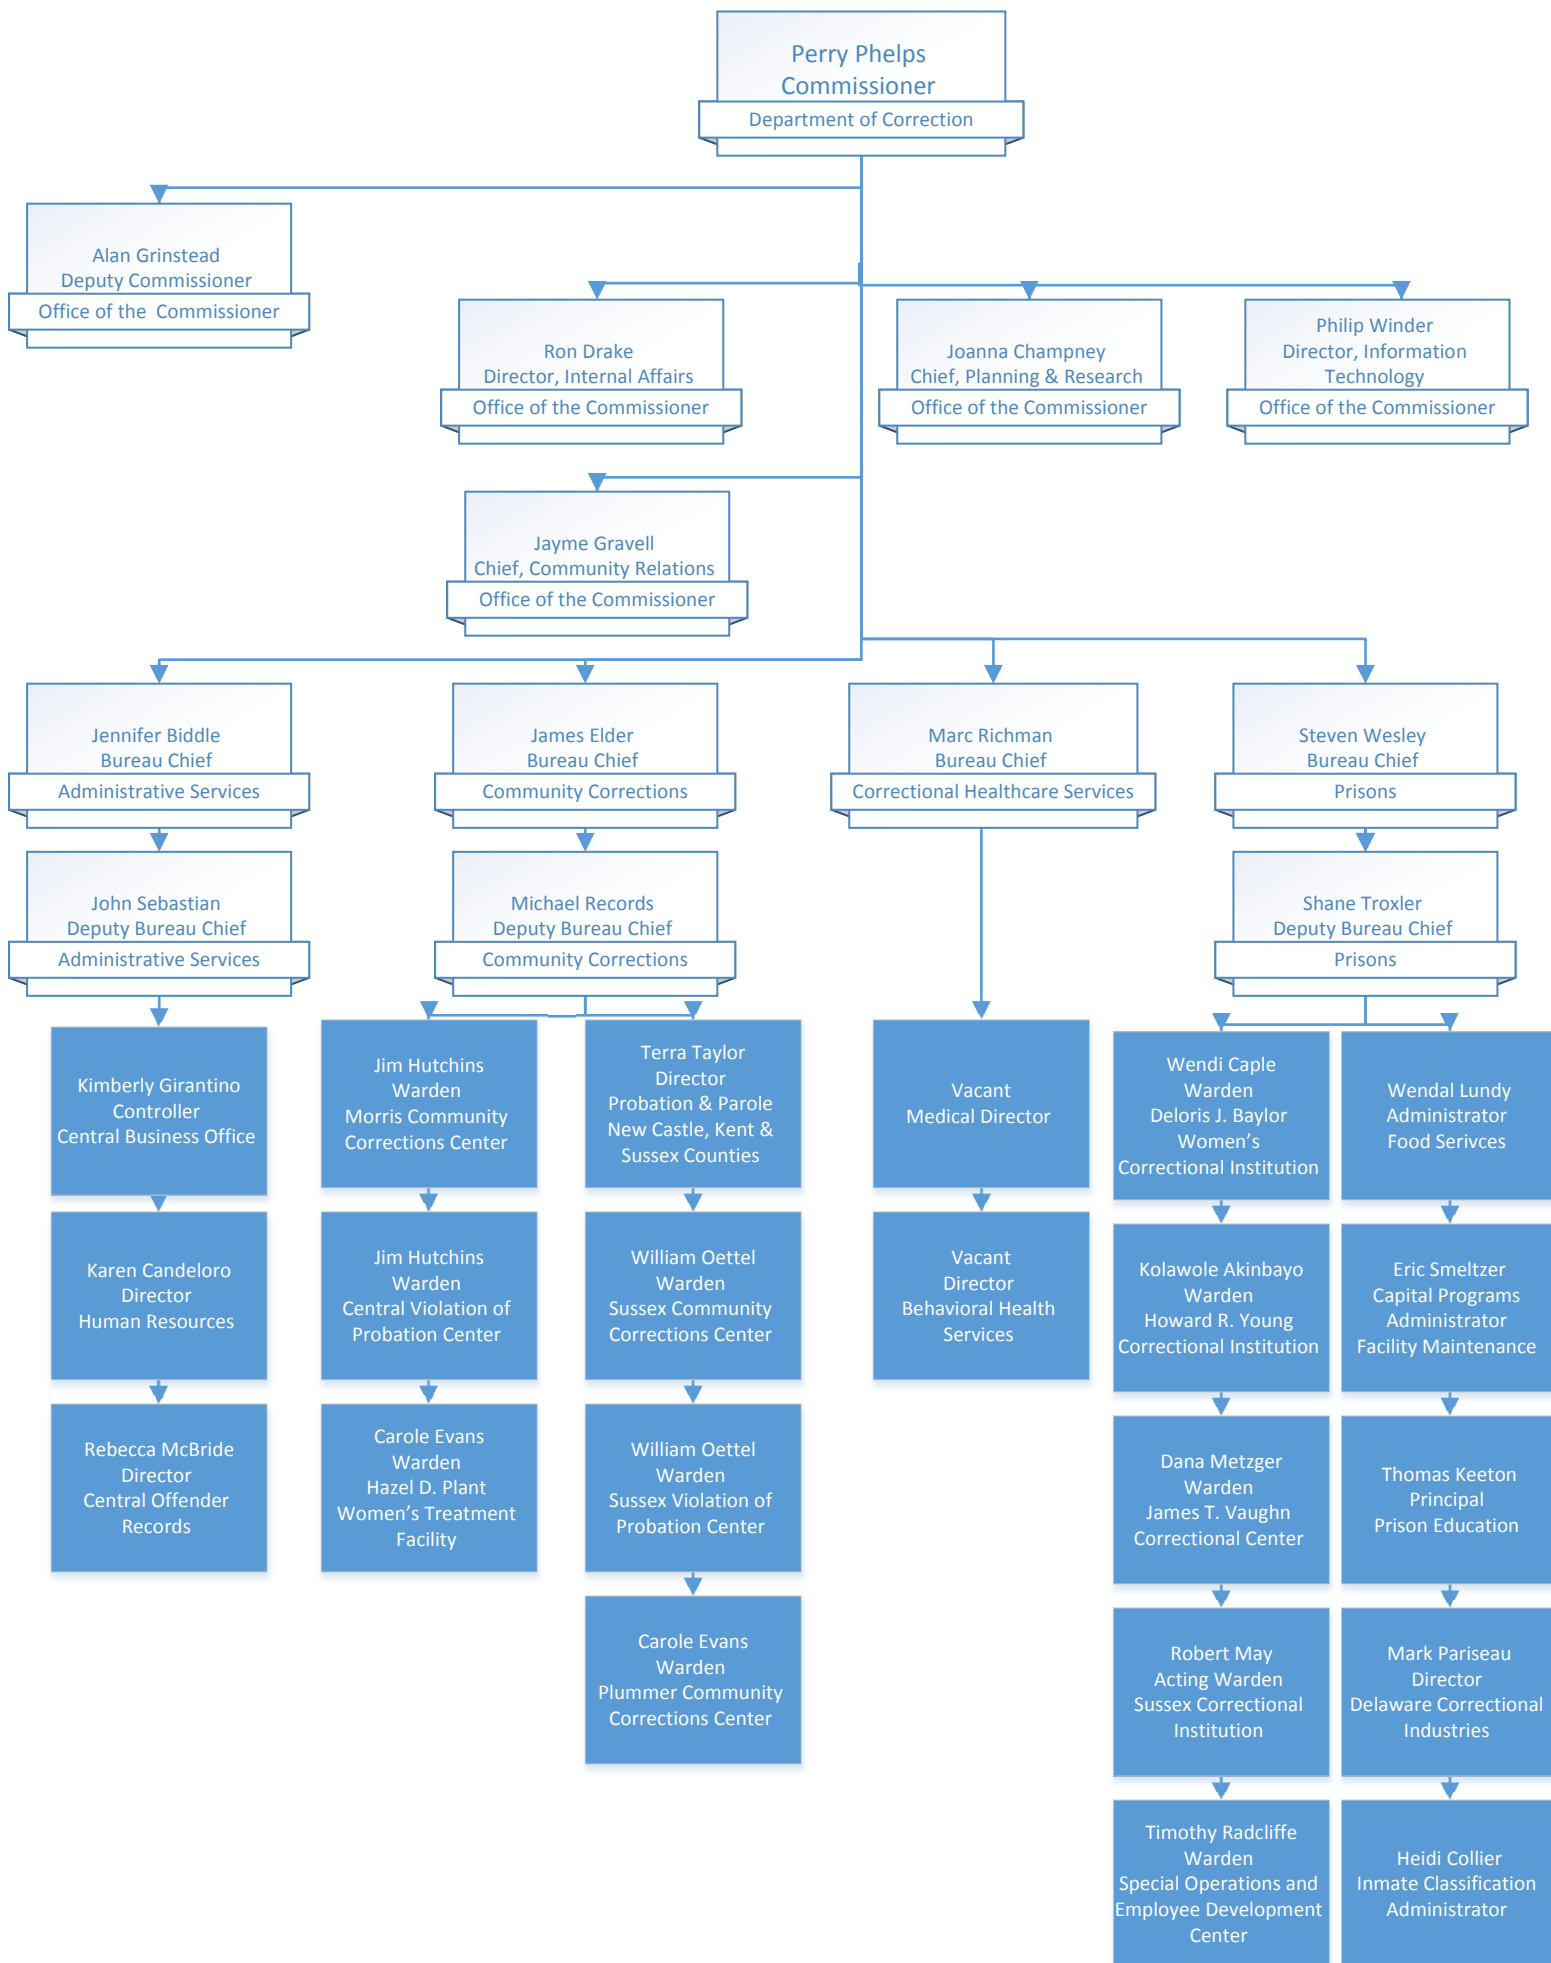 Perry Phelps
Commissioner
Department of Correction
Alan Grinstead
Deputy Commissioner
Office of the  Commissioner
Ron Drake
Director, Internal Affairs
Office of the Commissioner
Joanna Champney
Chief, Planning & Research
Office of the Commissioner
Philip Winder
Director, Information
Technology
Office of the Commissioner
Jayme Gravell
Chief, Community Relations
Office of the Commissioner
Jennifer Biddle
Bureau Chief
Administrative Services
James Elder
Bureau Chief
Community Corrections
Marc Richman
Bureau Chief
Correctional Healthcare Services
Steven Wesley
Bureau Chief
Prisons
John Sebastian
Deputy Bureau Chief
Administrative Services
Michael Records
Deputy Bureau Chief
Community Corrections
Shane Troxler
Deputy Bureau Chief
Prisons
Kimberly Girantino
Controller
Central Business Office
Jim Hutchins
Warden
Morris Community
Corrections Center
Terra Taylor
Director
Probation & Parole
New Castle, Kent &
Sussex Counties
Vacant
Medical Director
Wendi Caple
Warden
Deloris J. Baylor
Women's
Correctional Institution
Wendal Lundy
Administrator
Food Serivces
Karen Candeloro
Director
Human Resources
Jim Hutchins
Warden
Central Violation of
Probation Center
William Oettel
Warden
Sussex Community
Corrections Center
Vacant
Director
Behavioral Health
Services
Kolawole Akinbayo
Warden
Howard R. Young
Correctional Institution
Eric Smeltzer
Capital Programs
Administrator
Facility Maintenance
Rebecca McBride
Director
Central Offender
Records
Carole Evans
Warden
Hazel D. Plant
Women's Treatment
Facility
William Oettel
Warden
Sussex Violation of
Probation Center
Dana Metzger
Warden
James T. Vaughn
Correctional Center
Thomas Keeton
Principal
Prison Education
Carole Evans
Warden
Plummer Community
Corrections Center
Robert May
Acting Warden
Sussex Correctional
Institution
Mark Pariseau
Director
Delaware Correctional
Industries
Timothy Radcliffe
Warden
Special Operations and
Employee Development
Center
Heidi Collier
Inmate Classification
Administrator